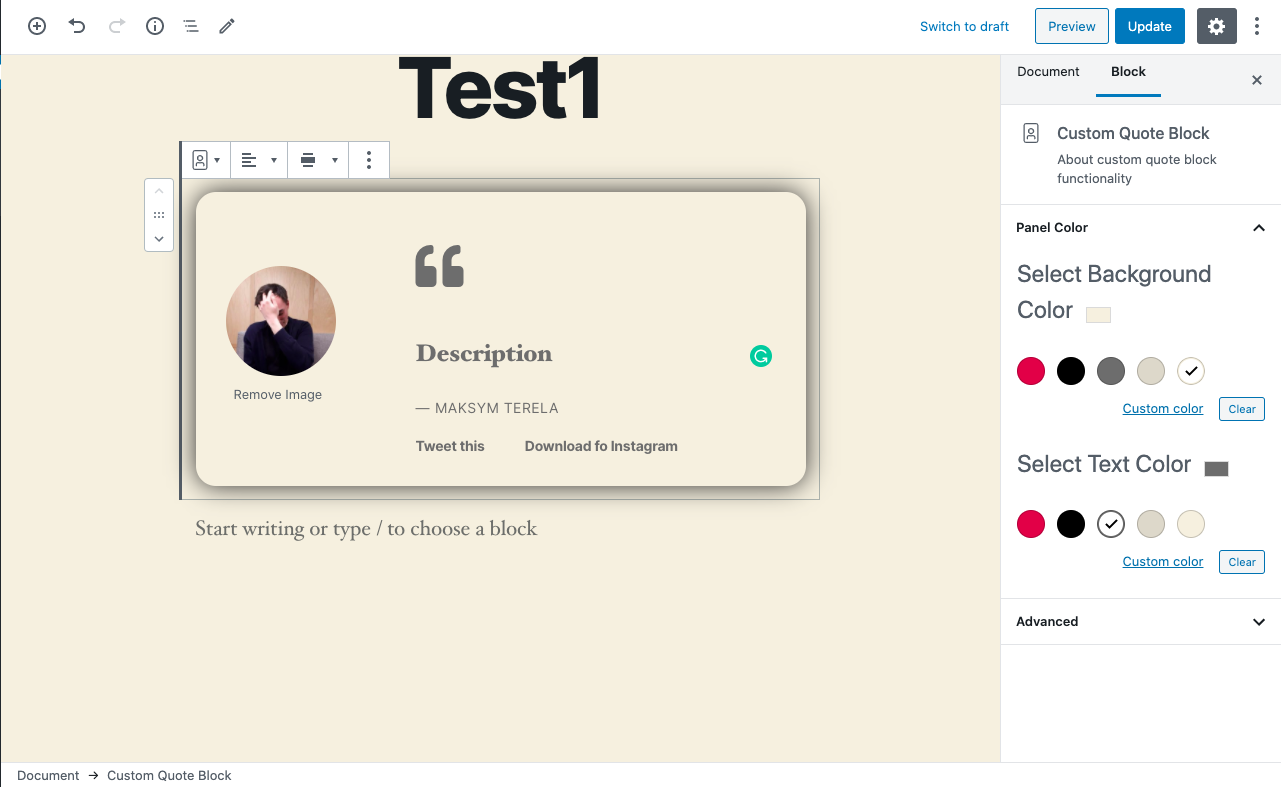 Switch to draft
Preview
Update
Test1
Document
Block
Custom Quote Block
About custom quote block
functionality
Panel Color
Select Background
Color
Custom color
Clear
Select Text Color
Custom color
Clear
Advanced
“
Description
Remove Image
— MAKSYM TERELA
Tweet this
Download fo Instagram
Start writing or type / to choose a block
Document → Custom Quote Block